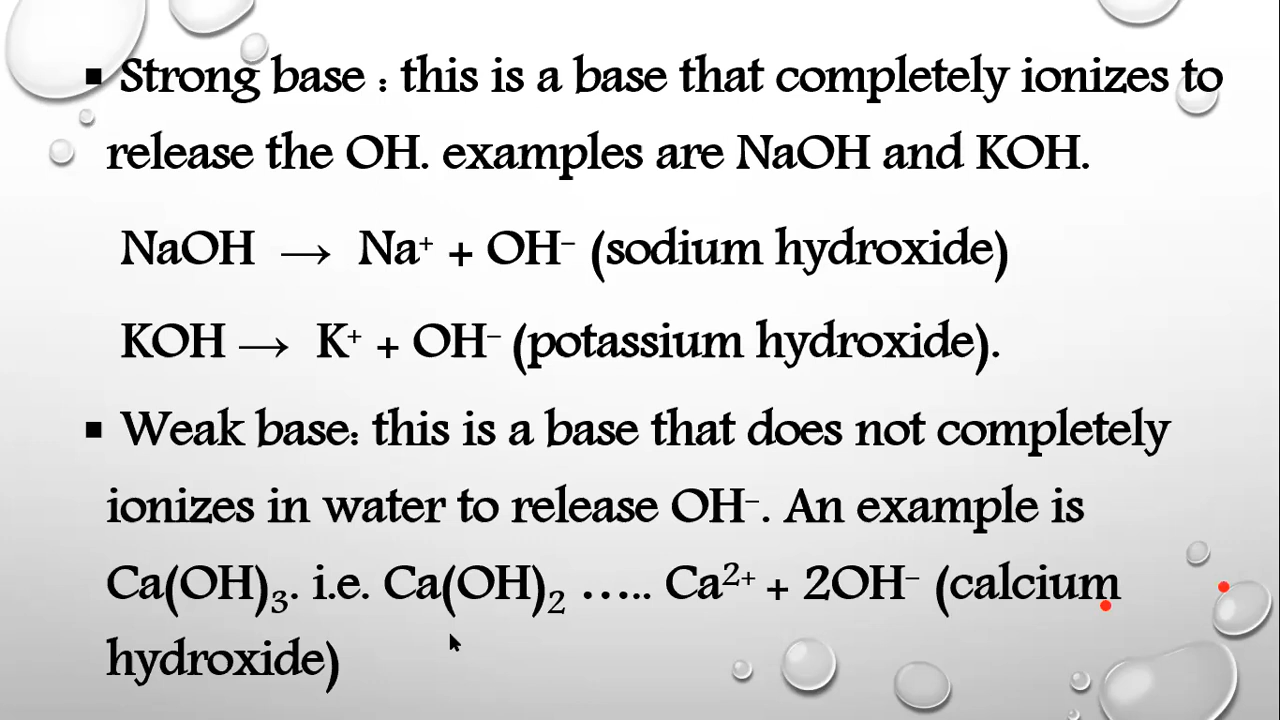 ▪ Strong base : this is a base that completely ionizes to
release the OH. examples are NaOH and KOH.
NaOH → Na⁺ + OH⁻ (sodium hydroxide)
KOH → K⁺ + OH⁻ (potassium hydroxide).
▪ Weak base: this is a base that does not completely
ionizes in water to release OH⁻. An example is
Ca(OH)₃. i.e. Ca(OH)₂ ..... Ca²⁺ + 2OH⁻ (calcium
hydroxide)